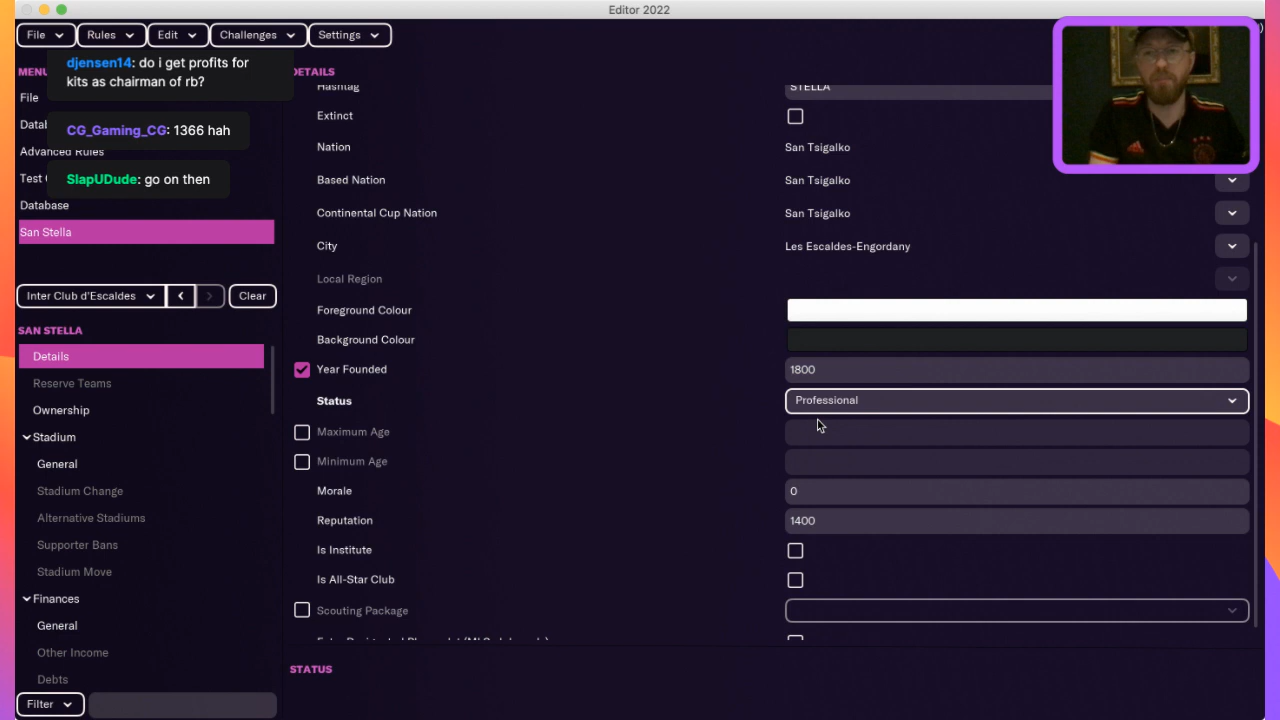 Editor 2022
File
Rules
Edit
Challenges
Settings
MENU
djensen14: do i get profits for
kits as chairman of rb?
File
CG_Gaming_CG: 1366 hah
Advanced Rules
Test
SlapUDude: go on then
Database
San Stella
Inter Club d'Escaldes
Clear
SAN STELLA
Details
Reserve Teams
Ownership
Stadium
General
Stadium Change
Alternative Stadiums
Supporter Bans
Stadium Move
Finances
General
Other Income
Debts
Filter
DETAILS
Hashtag STELLA
Extinct
Nation San Tsigalko
Based Nation San Tsigalko
Continental Cup Nation San Tsigalko
City Les Escaldes-Engordany
Local Region
Foreground Colour
Background Colour
Year Founded 1800
Status Professional
Maximum Age
Minimum Age
Morale 0
Reputation 1400
Is Institute
Is All-Star Club
Scouting Package
STATUS